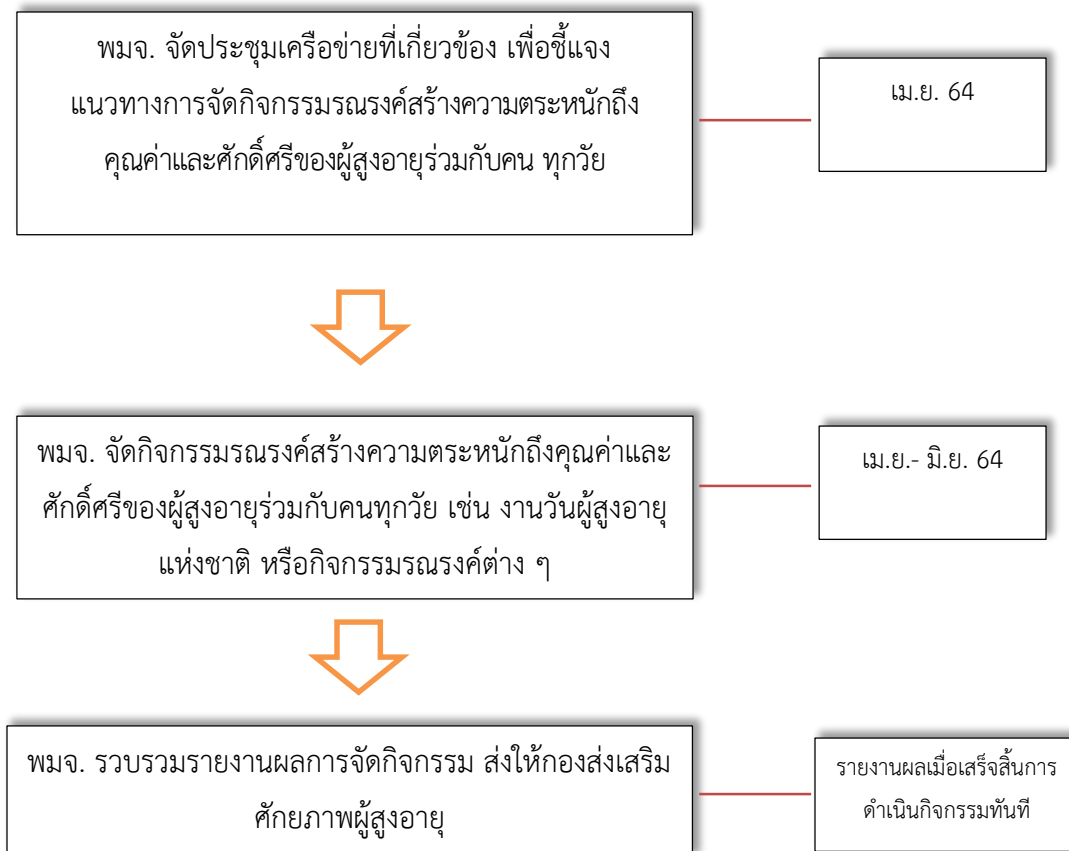 พมจ. จัดประชุมเครือข่ายที่เกี่ยวข้อง เพื่อชี้แจง
แนวทางการจัดกิจกรรมรณรงค์สร้างความตระหนักถึง
คุณค่าและศักดิ์ศรีของผู้สูงอายุร่วมกับคน ทุกวัย
เม.ย. 64
พมจ. จัดกิจกรรมรณรงค์สร้างความตระหนักถึงคุณค่าและ
ศักดิ์ศรีของผู้สูงอายุร่วมกับคนทุกวัย เช่น งานวันผู้สูงอายุ
แห่งชาติ หรือกิจกรรมรณรงค์ต่าง ๆ
เม.ย.- มิ.ย. 64
พมจ. รวบรวมรายงานผลการจัดกิจกรรม ส่งให้กองส่งเสริม
ศักยภาพผู้สูงอายุ
รายงานผลเมื่อเสร็จสิ้นการ
ดำเนินกิจกรรมทันที